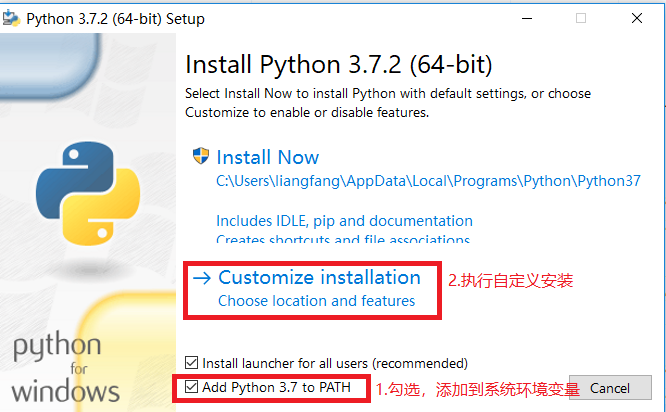 Python 3.7.2 (64-bit) Setup
Install Python 3.7.2 (64-bit)
Select Install Now to install Python with default settings, or choose
Customize to enable or disable features.
Install Now
C:\Users\liangfang\AppData\Local\Programs\Python\Python37
Includes IDLE, pip and documentation
Creates shortcuts and file associations
→ Customize installation
Choose location and features
2.执行自定义安装
Install launcher for all users (recommended)
Add Python 3.7 to PATH
1.勾选，添加到系统环境变量
Cancel
python
for
windows